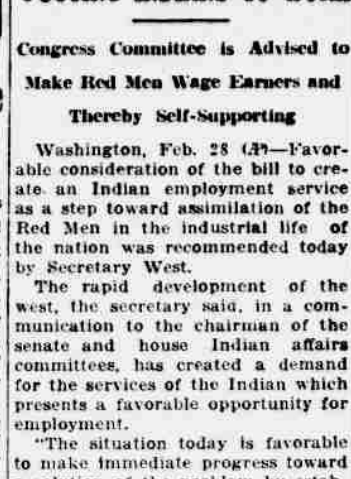 Congress Committee is Advised to
Make Red Men Wage Earners and
Thereby Self-Supporting
Washington, Feb. 28 (AP)—Favor-
able consideration of the bill to cre-
ate an Indian employment service
as a step toward assimilation of the
Red Men in the industrial life of
the nation was recommended today
by Secretary West.
The rapid development of the
west, the secretary said, in a com-
munication to the chairman of the
senate and house Indian affairs
committees, has created a demand
for the services of the Indian which
presents a favorable opportunity for
employment.
"The situation today is favorable
to make immediate progress toward